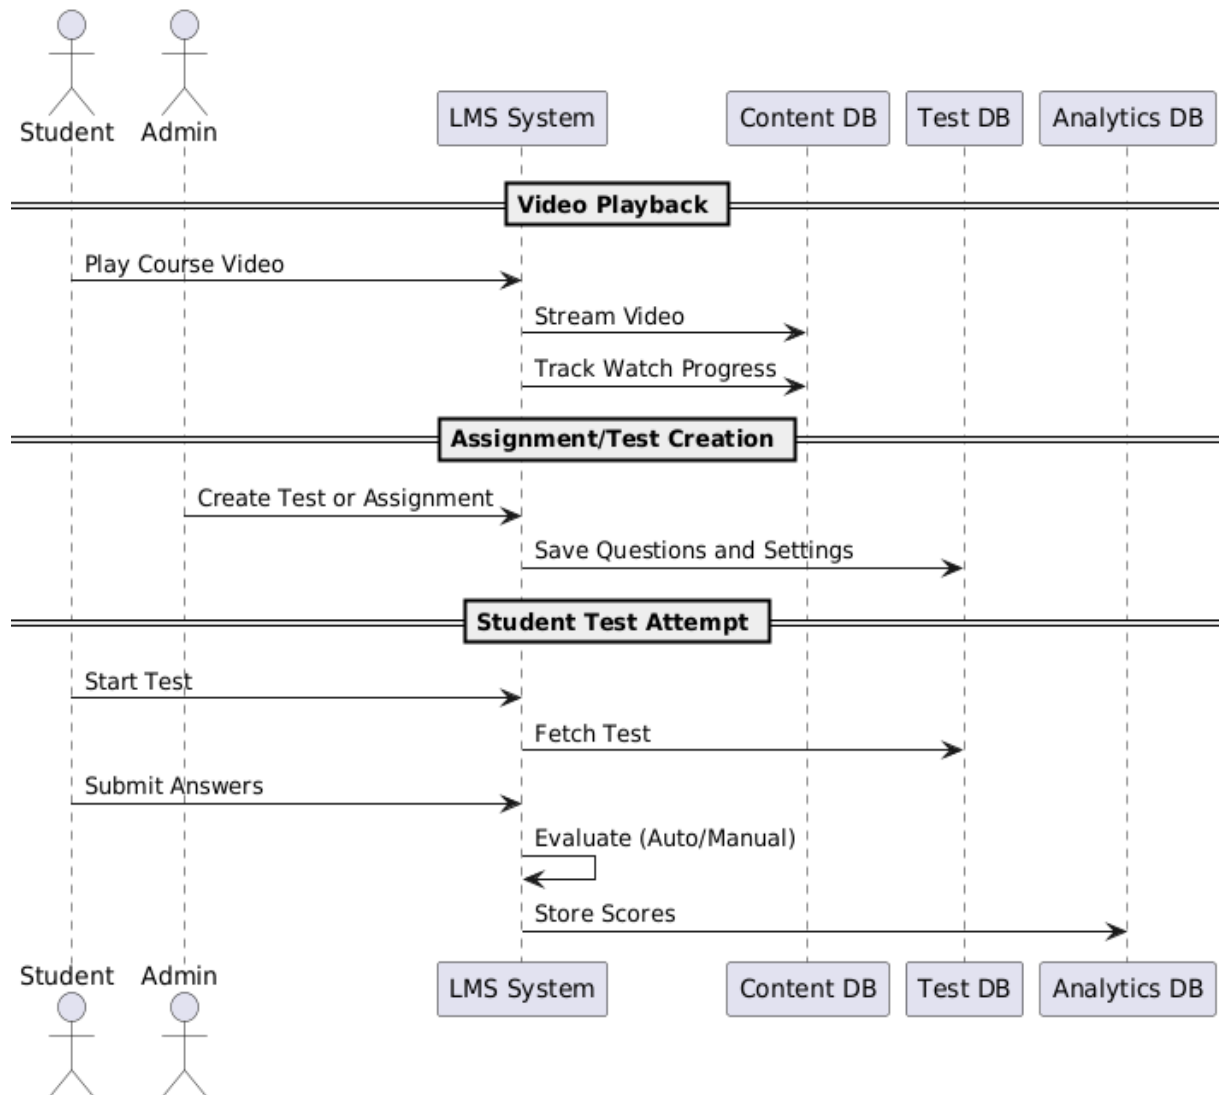 Student
Admin
LMS System
Content DB
Test DB
Analytics DB
Video Playback
Play Course Video
Stream Video
Track Watch Progress
Assignment/Test Creation
Create Test or Assignment
Save Questions and Settings
Student Test Attempt
Start Test
Fetch Test
Submit Answers
Evaluate (Auto/Manual)
Store Scores
Student
Admin
LMS System
Content DB
Test DB
Analytics DB